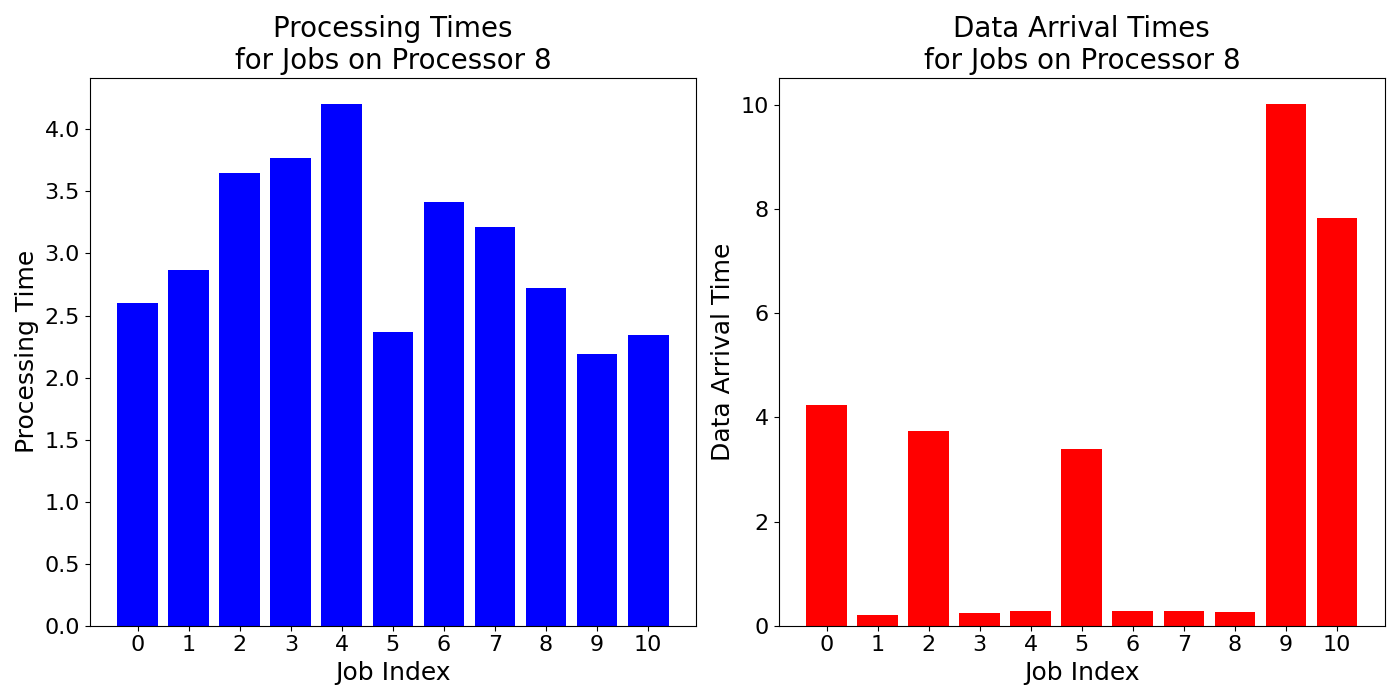 Processing Times
for Jobs on Processor 8
Processing Time
4.0
3.5
3.0
2.5
2.0
1.5
1.0
0.5
0.0
0 1 2 3 4 5 6 7 8 9 10
Job Index
Data Arrival Times
for Jobs on Processor 8
Data Arrival Time
10
8
6
4
2
0
0 1 2 3 4 5 6 7 8 9 10
Job Index